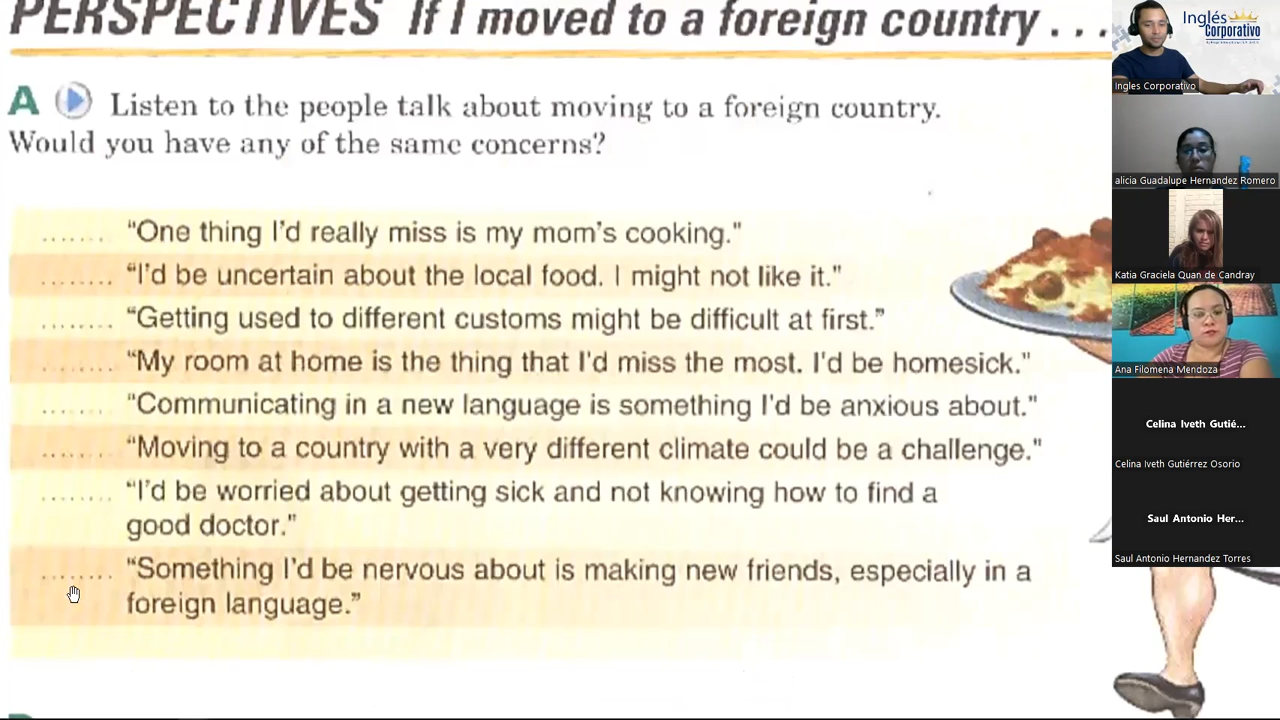 PERSPECTIVES If I moved to a foreign country . . .
A Listen to the people talk about moving to a foreign country.
Would you have any of the same concerns?
........ "One thing I'd really miss is my mom's cooking."
........ "I'd be uncertain about the local food. I might not like it."
........ "Getting used to different customs might be difficult at first."
........ "My room at home is the thing that I'd miss the most. I'd be homesick."
........ "Communicating in a new language is something I'd be anxious about."
........ "Moving to a country with a very different climate could be a challenge."
........ "I'd be worried about getting sick and not knowing how to find a
good doctor."
........ "Something I'd be nervous about is making new friends, especially in a
foreign language."
Inglés
Corporativo
Ingles Corporativo
alicia Guadalupe Hernandez Romero
Katia Graciela Quan de Candray
Ana Filomena Mendoza
Celina Iveth Gutié...
Celina Iveth Gutiérrez Osorio
Saul Antonio Her...
Saul Antonio Hernandez Torres